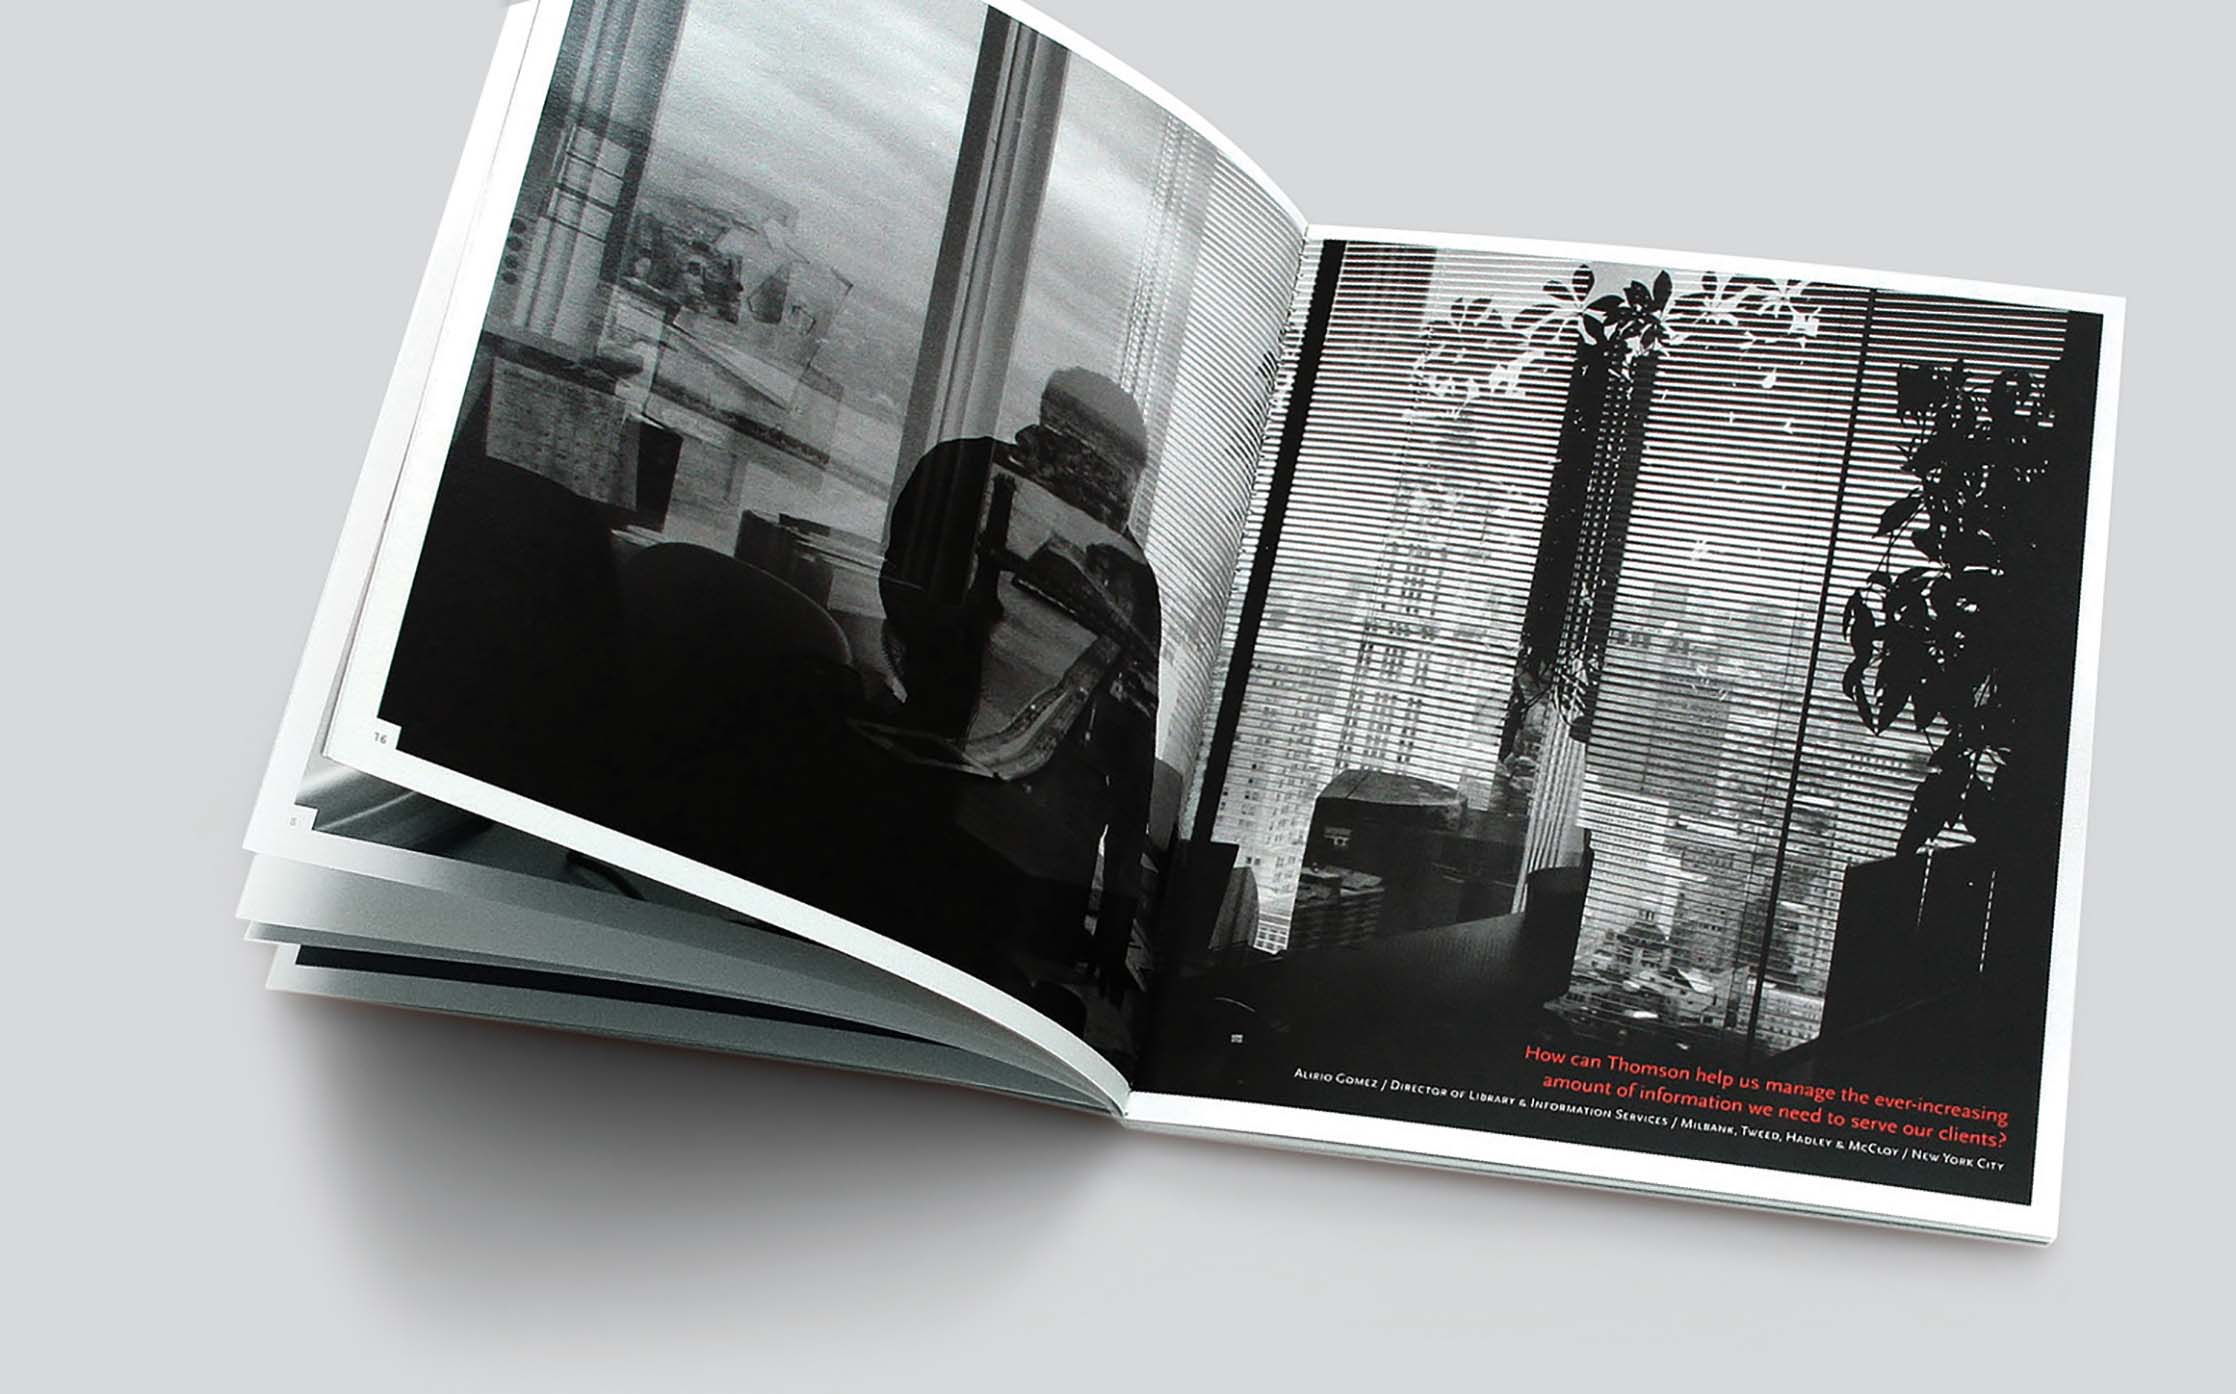 16
How can Thomson help us manage the ever-increasing
amount of information we need to serve our clients?
Alirio Gomez / Director of Library & Information Services / Milbank, Tweed, Hadley & McCloy / New York City